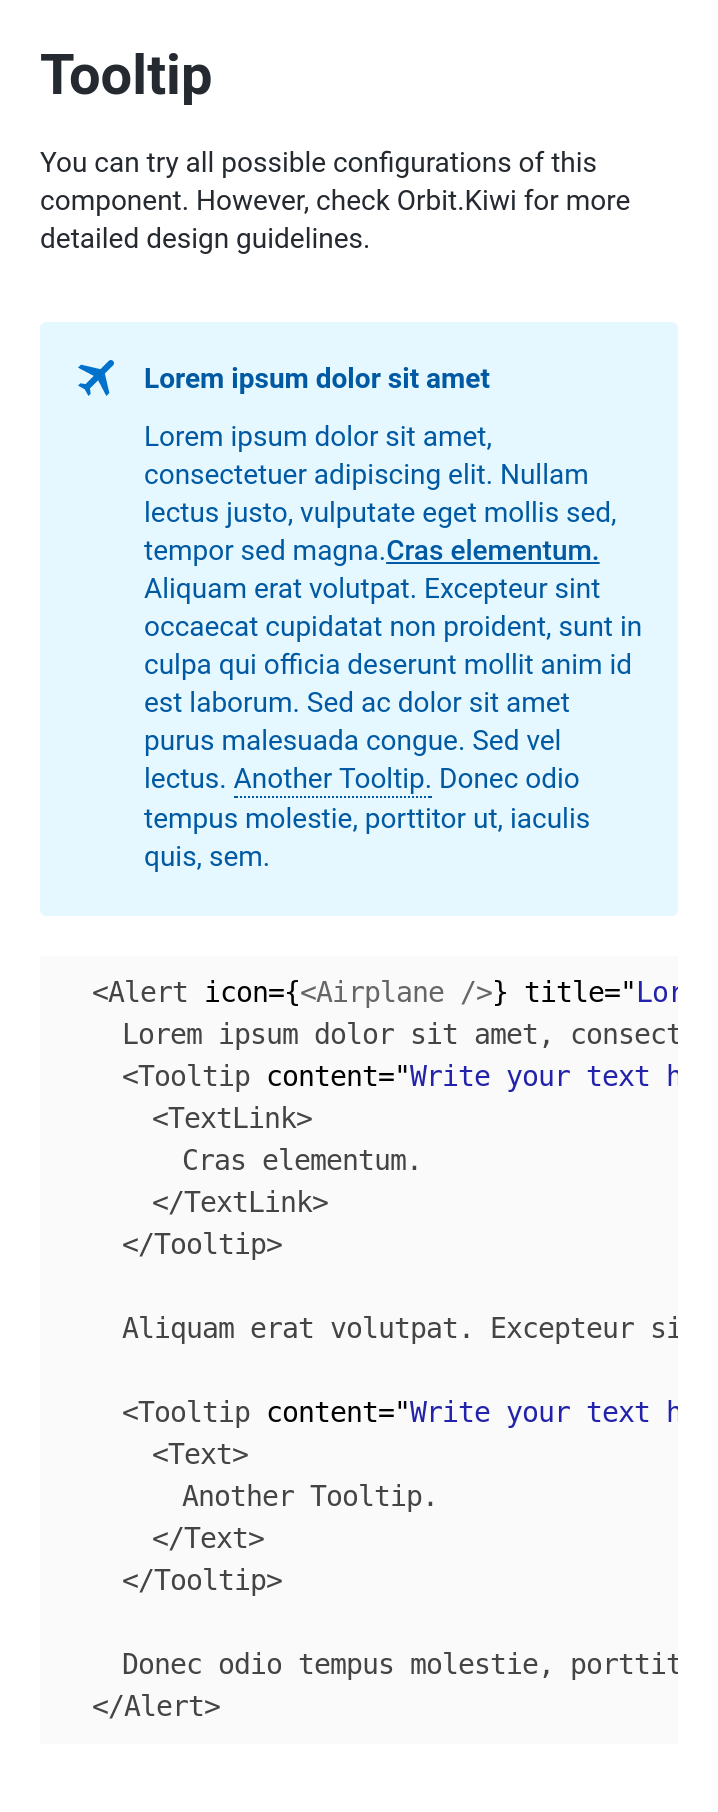 Tooltip
You can try all possible configurations of this
component. However, check Orbit.Kiwi for more
detailed design guidelines.
Lorem ipsum dolor sit amet
Lorem ipsum dolor sit amet,
consectetuer adipiscing elit. Nullam
lectus justo, vulputate eget mollis sed,
tempor sed magna.Cras elementum.
Aliquam erat volutpat. Excepteur sint
occaecat cupidatat non proident, sunt in
culpa qui officia deserunt mollit anim id
est laborum. Sed ac dolor sit amet
purus malesuada congue. Sed vel
lectus. Another Tooltip. Donec odio
tempus molestie, porttitor ut, iaculis
quis, sem.
<Alert icon={<Airplane />} title="Lor
Lorem ipsum dolor sit amet, consect
<Tooltip content="Write your text h
<TextLink>
Cras elementum.
</TextLink>
</Tooltip>
Aliquam erat volutpat. Excepteur si
<Tooltip content="Write your text h
<Text>
Another Tooltip.
</Text>
</Tooltip>
Donec odio tempus molestie, porttit
</Alert>